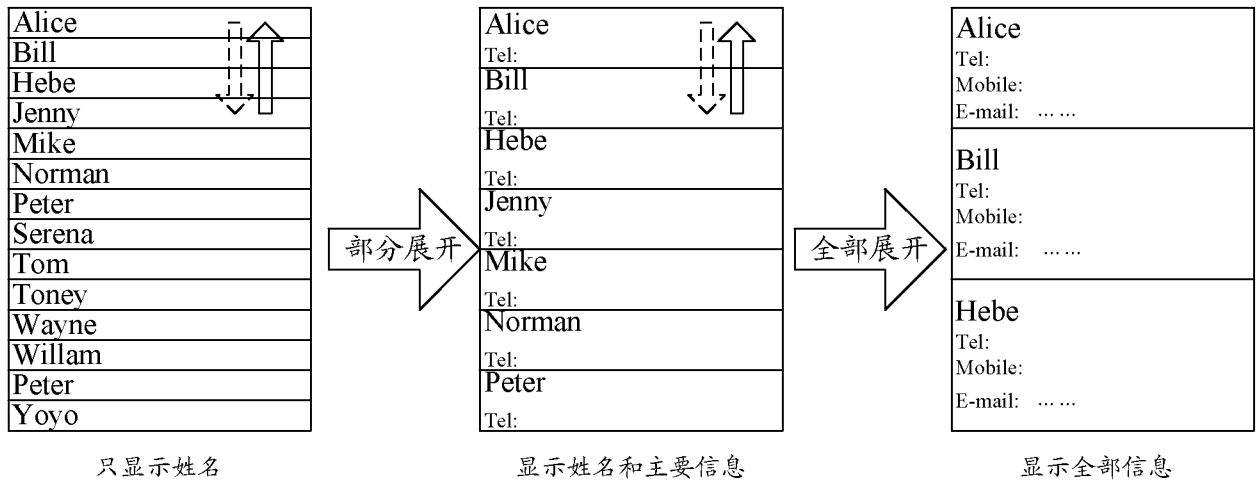 Alice
Bill
Hebe
Jenny
Mike
Norman
Peter
Serena
Tom
Toney
Wayne
Willam
Peter
Yoyo
只显示姓名
部分展开
Alice
Tel:
Bill
Tel:
Hebe
Tel:
Jenny
Tel:
Mike
Tel:
Norman
Tel:
Peter
Tel:
显示姓名和主要信息
全部展开
Alice
Tel:
Mobile:
E-mail: ……
Bill
Tel:
Mobile:
E-mail: ……
Hebe
Tel:
Mobile:
E-mail: ……
显示全部信息